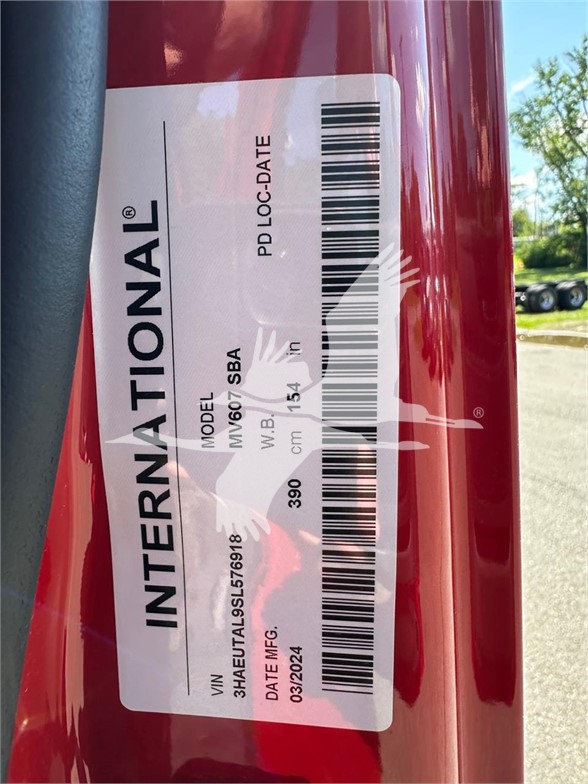 INTERNATIONAL®
VIN MODEL
3HAEUTAL9SL576918 MV607 SBA
DATE MFG. W.B. PD LOC-DATE
03/2024 390 cm 154 in
®